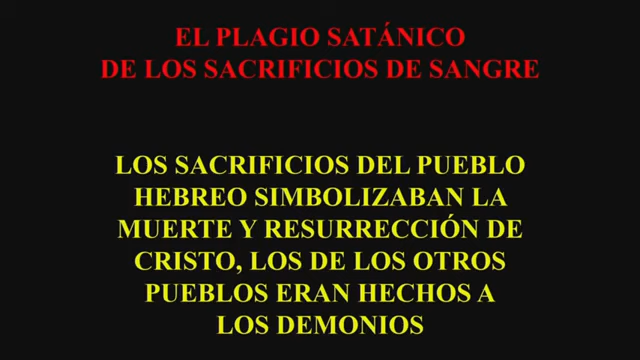 EL PLAGIO SATÁNICO
DE LOS SACRIFICIOS DE SANGRE
LOS SACRIFICIOS DEL PUEBLO
HEBREO SIMBOLIZABAN LA
MUERTE Y RESURRECCIÓN DE
CRISTO, LOS DE LOS OTROS
PUEBLOS ERAN HECHOS A
LOS DEMONIOS